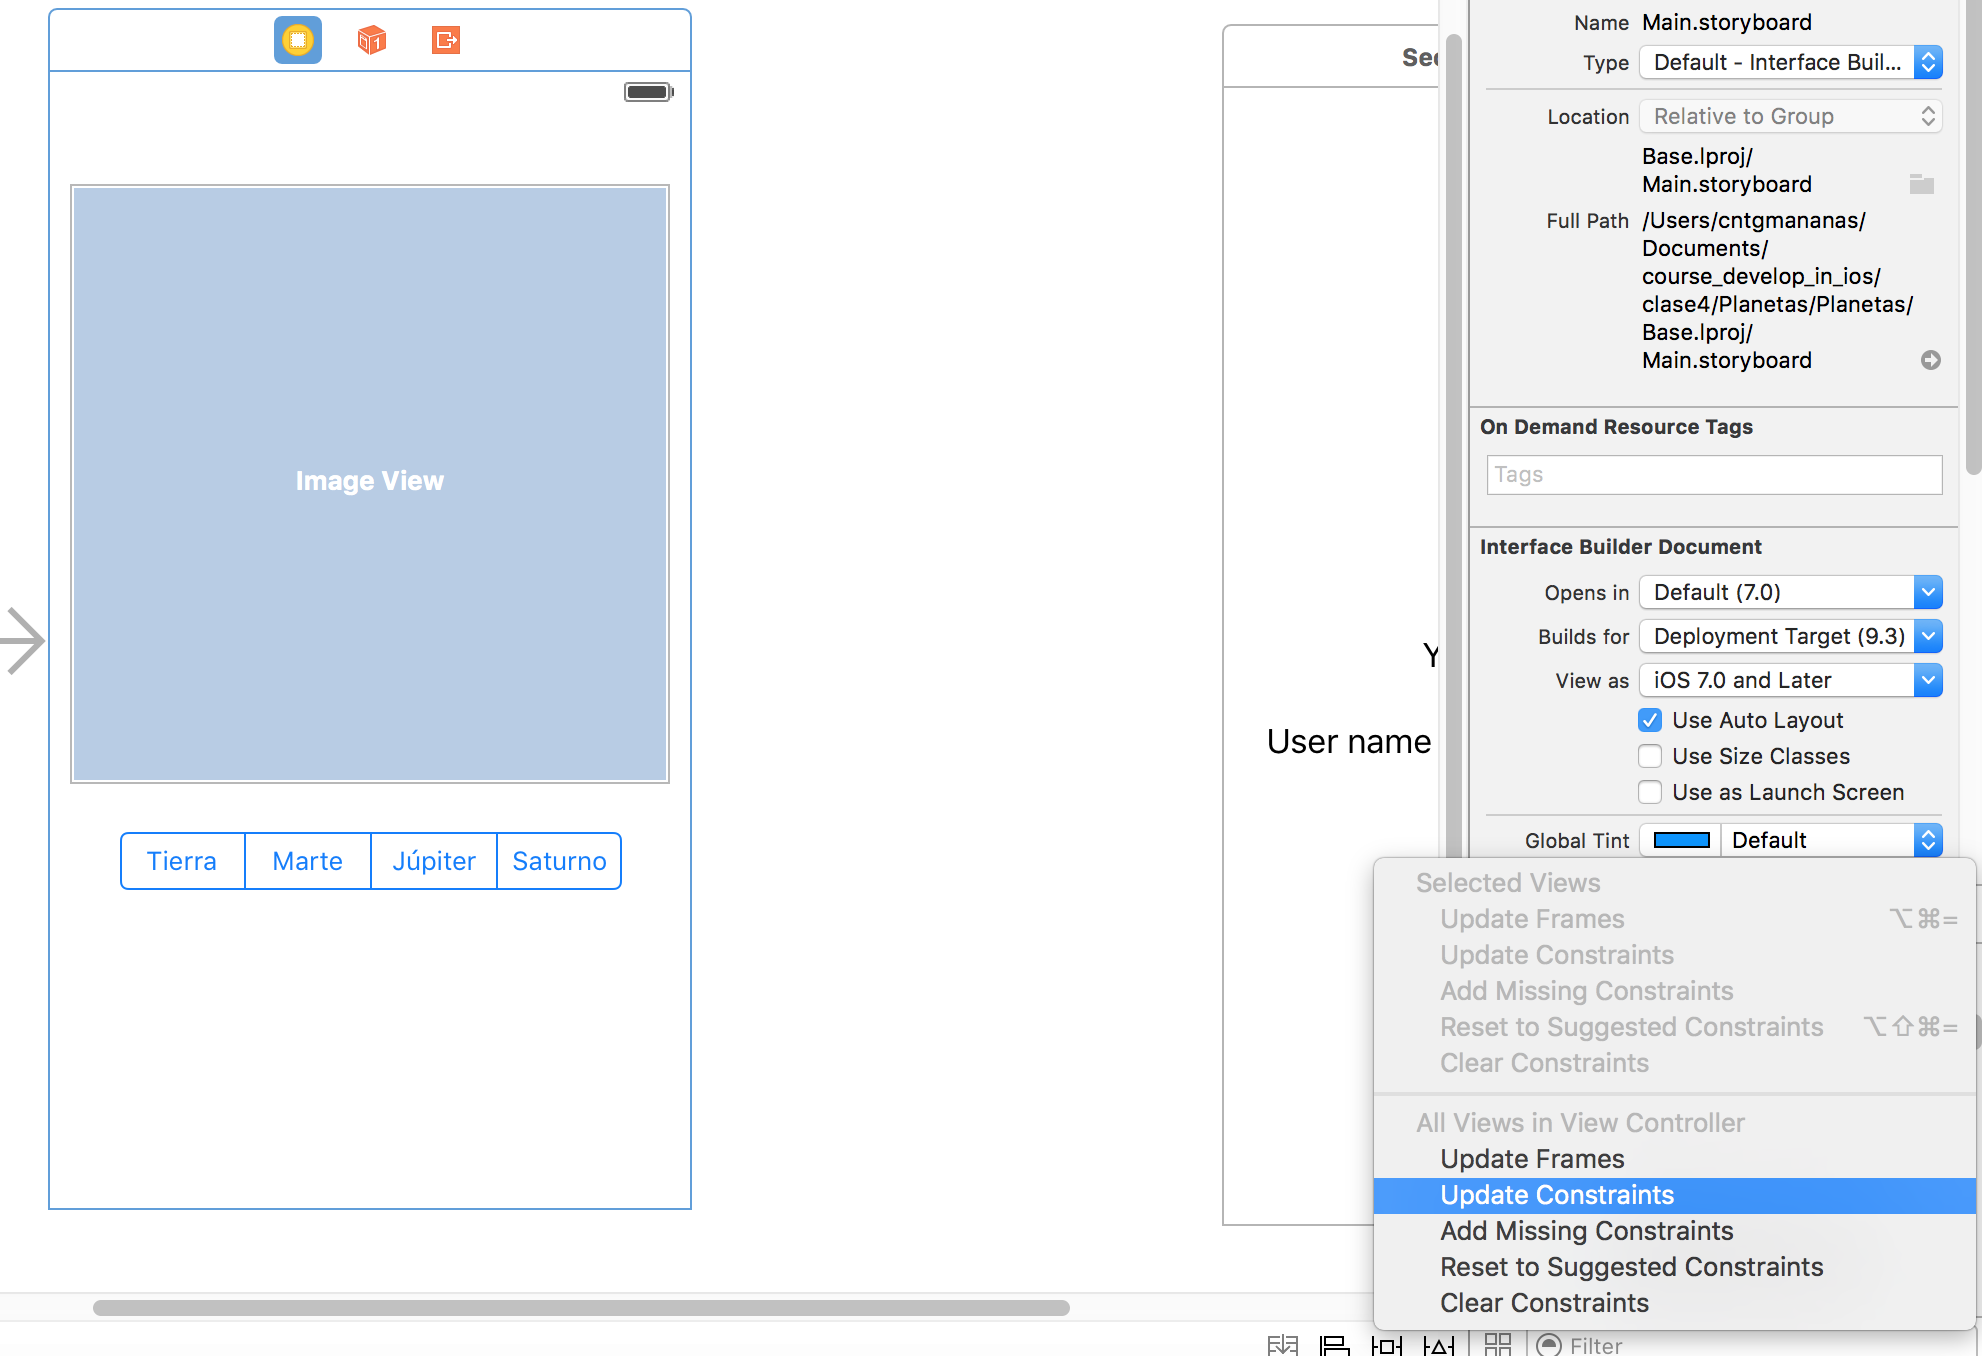 Image View
Tierra
Marte
Júpiter
Saturno
User name
Name Main.storyboard
Type Default - Interface Buil...
Location Relative to Group
Base.lproj/
Main.storyboard
Full Path /Users/cntgmananas/
Documents/
course_develop_in_ios/
clase4/Planetas/Planetas/
Base.lproj/
Main.storyboard
On Demand Resource Tags
Tags
Interface Builder Document
Opens in Default (7.0)
Builds for Deployment Target (9.3)
View as iOS 7.0 and Later
Use Auto Layout
Use Size Classes
Use as Launch Screen
Global Tint Default
Selected Views
Update Frames ⌥⌘=
Update Constraints
Add Missing Constraints
Reset to Suggested Constraints ⌥⇧⌘=
Clear Constraints
All Views in View Controller
Update Frames
Update Constraints
Add Missing Constraints
Reset to Suggested Constraints
Clear Constraints
Filter